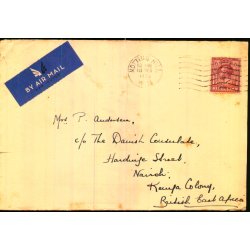 BY AIR MAIL
Mrs P. Andersen,
c/o The Danish Consulate,
Hardinge Street,
Nairobi,
Kenya Colony,
British East Africa